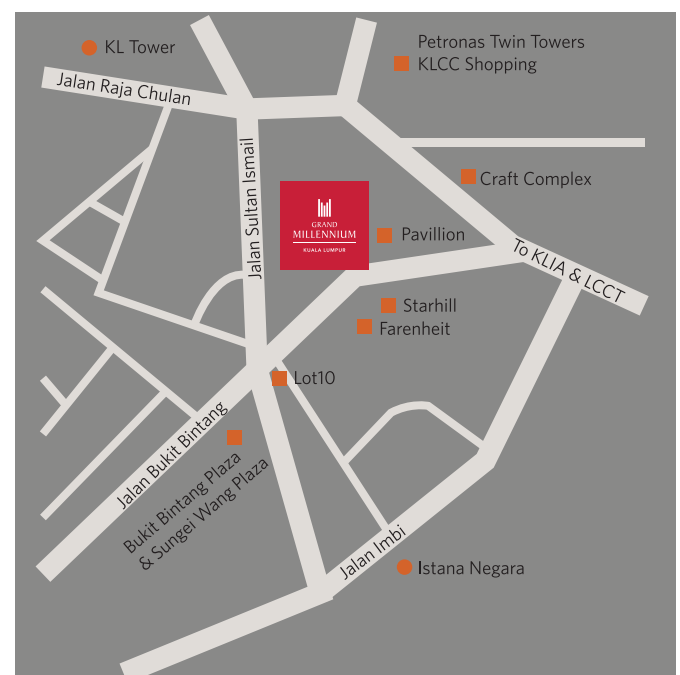 KL Tower
Petronas Twin Towers
KLCC Shopping
Jalan Raja Chulan
Craft Complex
Jalan Sultan Ismail
GRAND
MILLENNIUM
KUALA LUMPUR
Pavillion
To KLIA & LCCT
Starhill
Farenheit
Lot10
Jalan Bukit Bintang
Bukit Bintang Plaza
& Sungei Wang Plaza
Jalan Imbi
Istana Negara